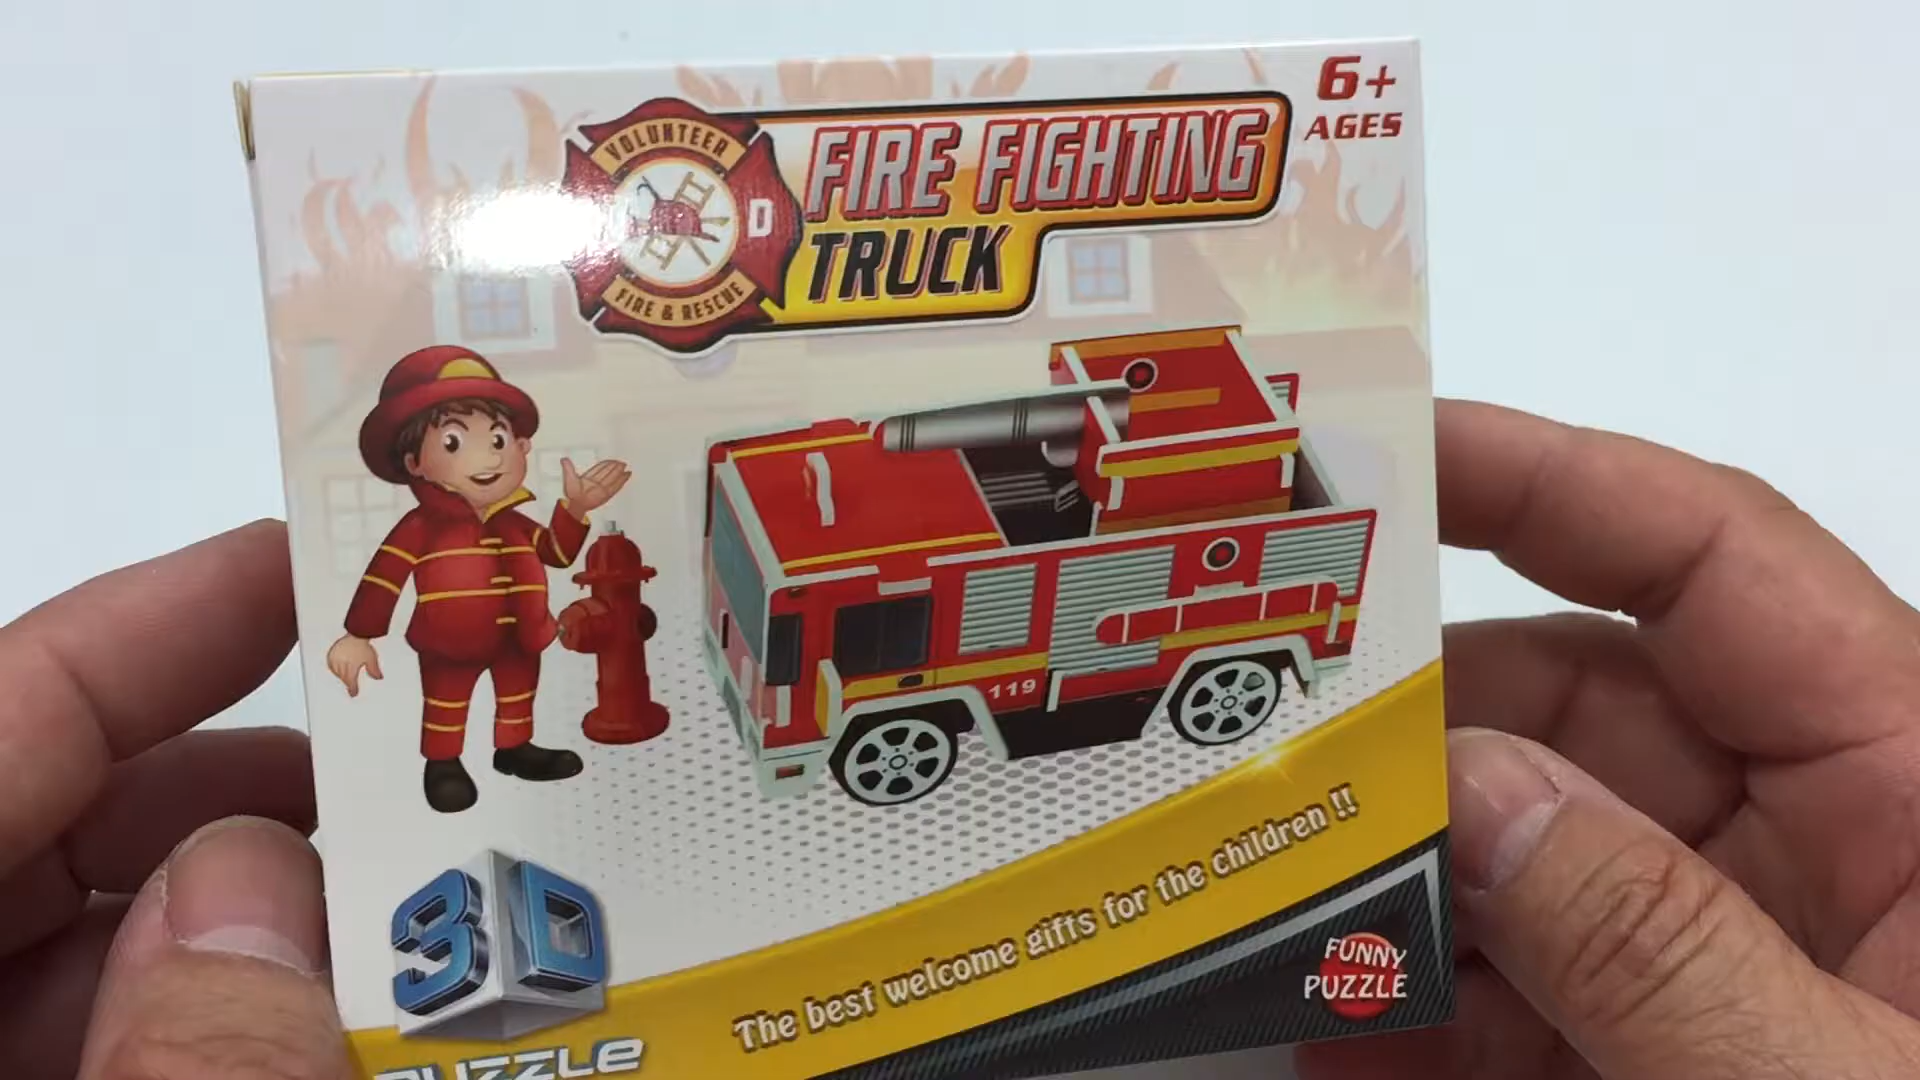 6+
AGES
VOLUNTEER
D
FIRE & RESCUE
FIRE FIGHTING
TRUCK
119
3D
PUZZLE
The best welcome gifts for the children !!
FUNNY
PUZZLE